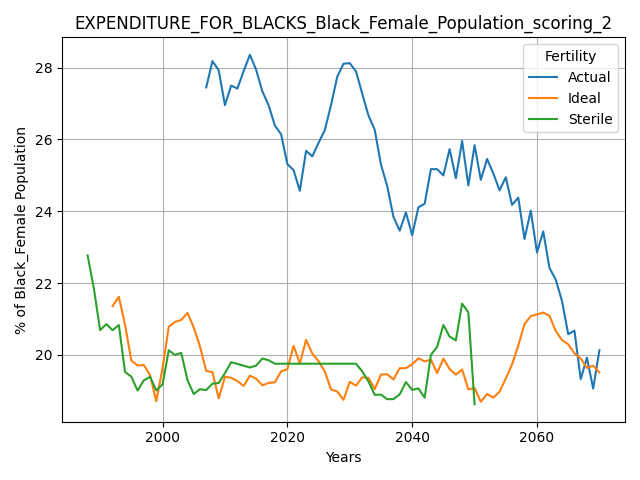 EXPENDITURE_FOR_BLACKS_Black_Female_Population_scoring_2
Fertility
Actual
Ideal
Sterile
% of Black_Female Population
28
26
24
22
20
2000
2020
2040
2060
Years